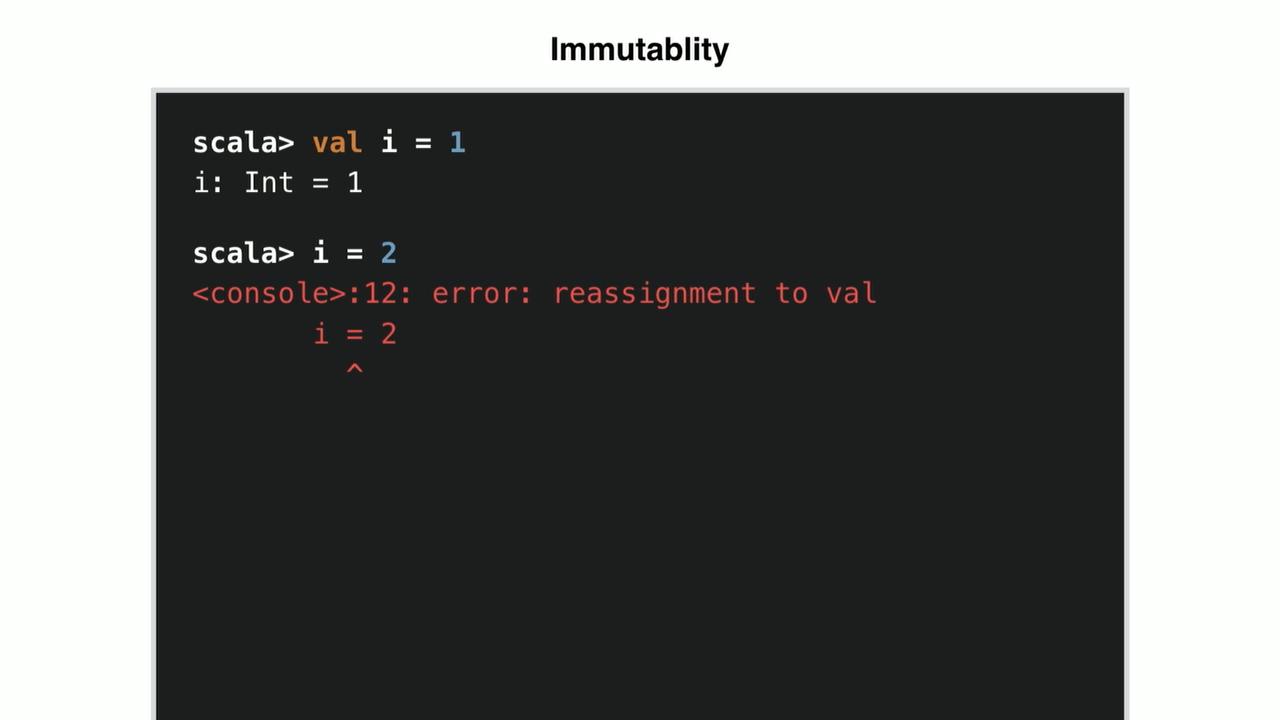 Immutablity
scala> val i = 1
i: Int = 1
scala> i = 2
<console>:12: error: reassignment to val
i = 2
^